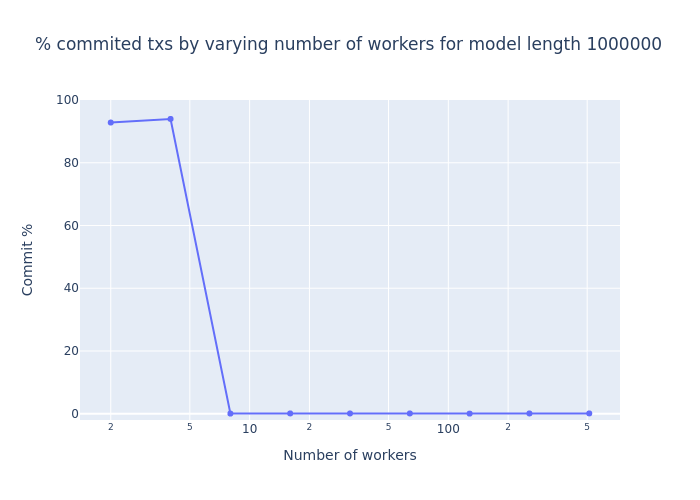 % commited txs by varying number of workers for model length 1000000
100
80
60
40
20
0
Commit %
2 5 10 2 5 100 2 5
Number of workers